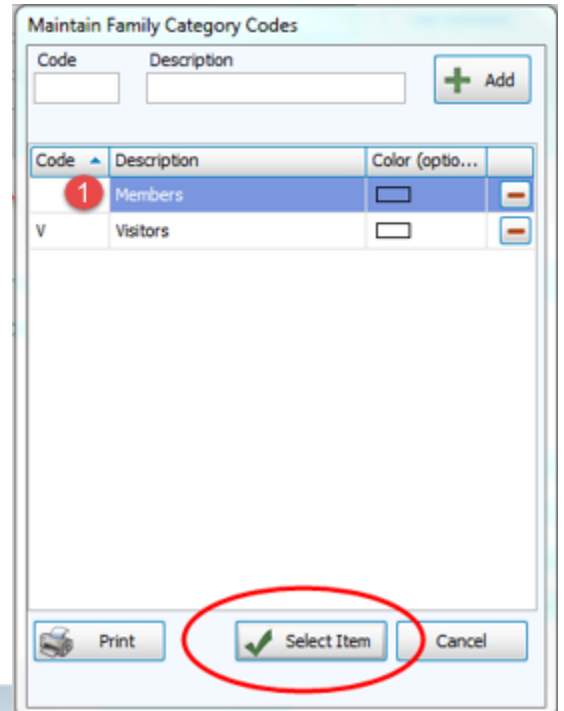 Maintain Family Category Codes
Code Description
Add
Code Description Color (optio...
1 Members
V Visitors
Print Select Item Cancel